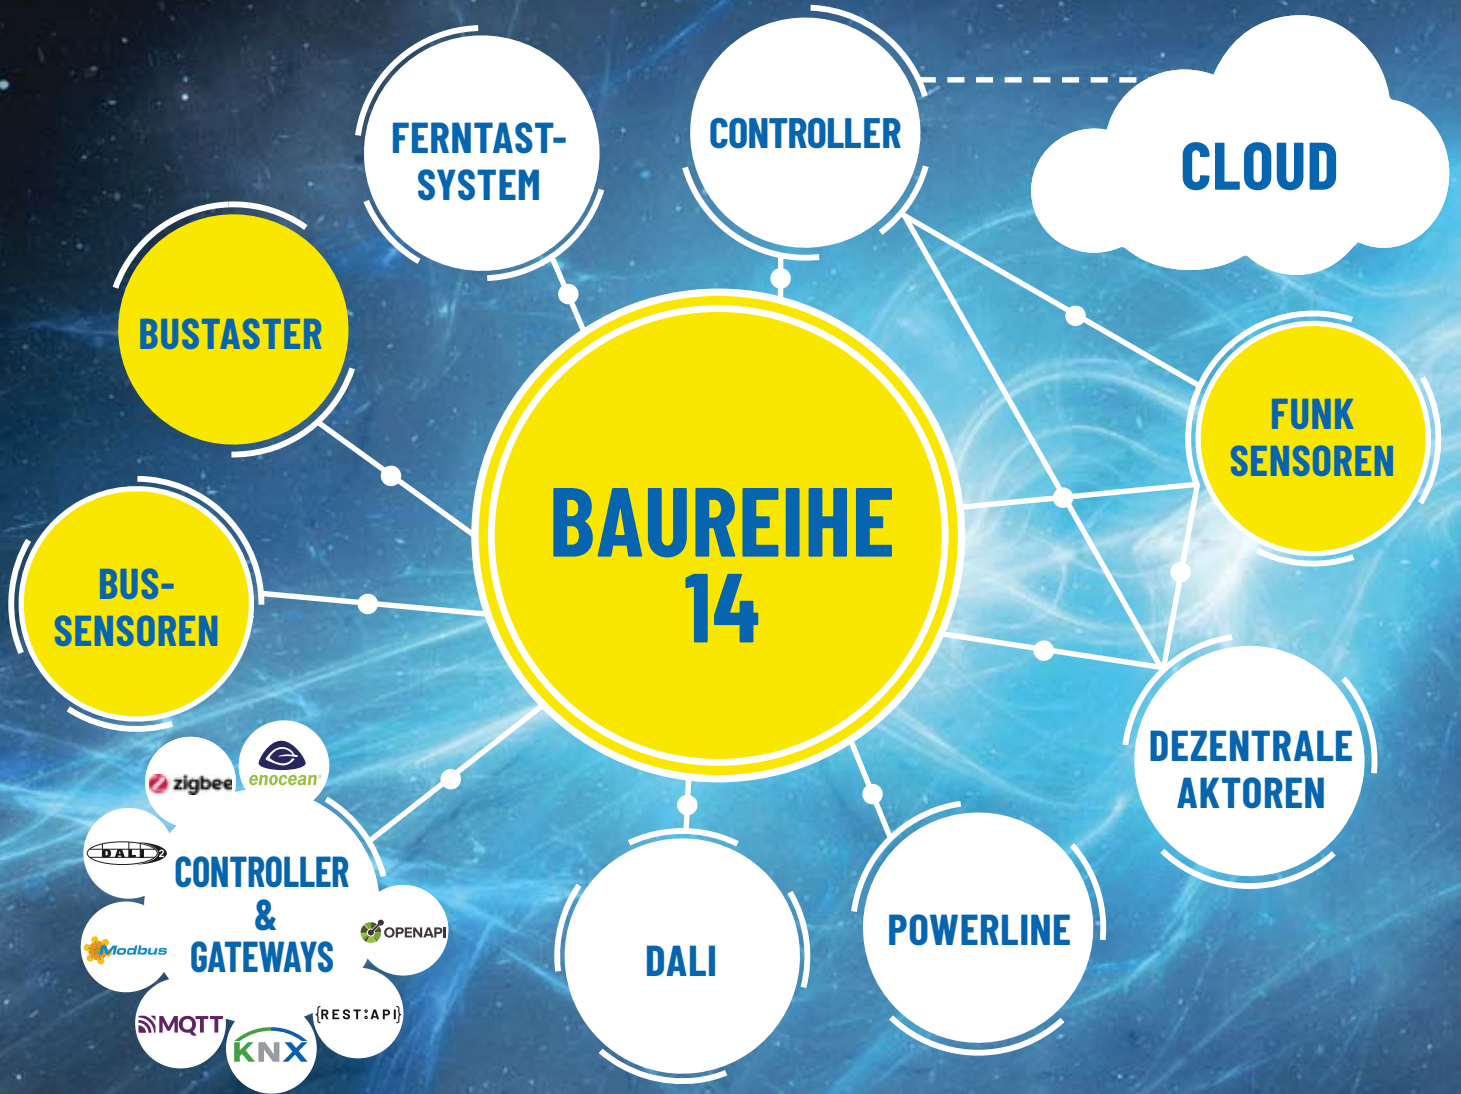 FERNTAST-
SYSTEM
CONTROLLER
CLOUD
BUSTASTER
FUNK
SENSOREN
BAUREIHE
14
BUS-
SENSOREN
DEZENTRALE
AKTOREN
zigbee
enocean®
DALI 2
CONTROLLER
&
GATEWAYS
OPENAPI
Modbus
MQTT
{REST:API}
KNX
DALI
POWERLINE